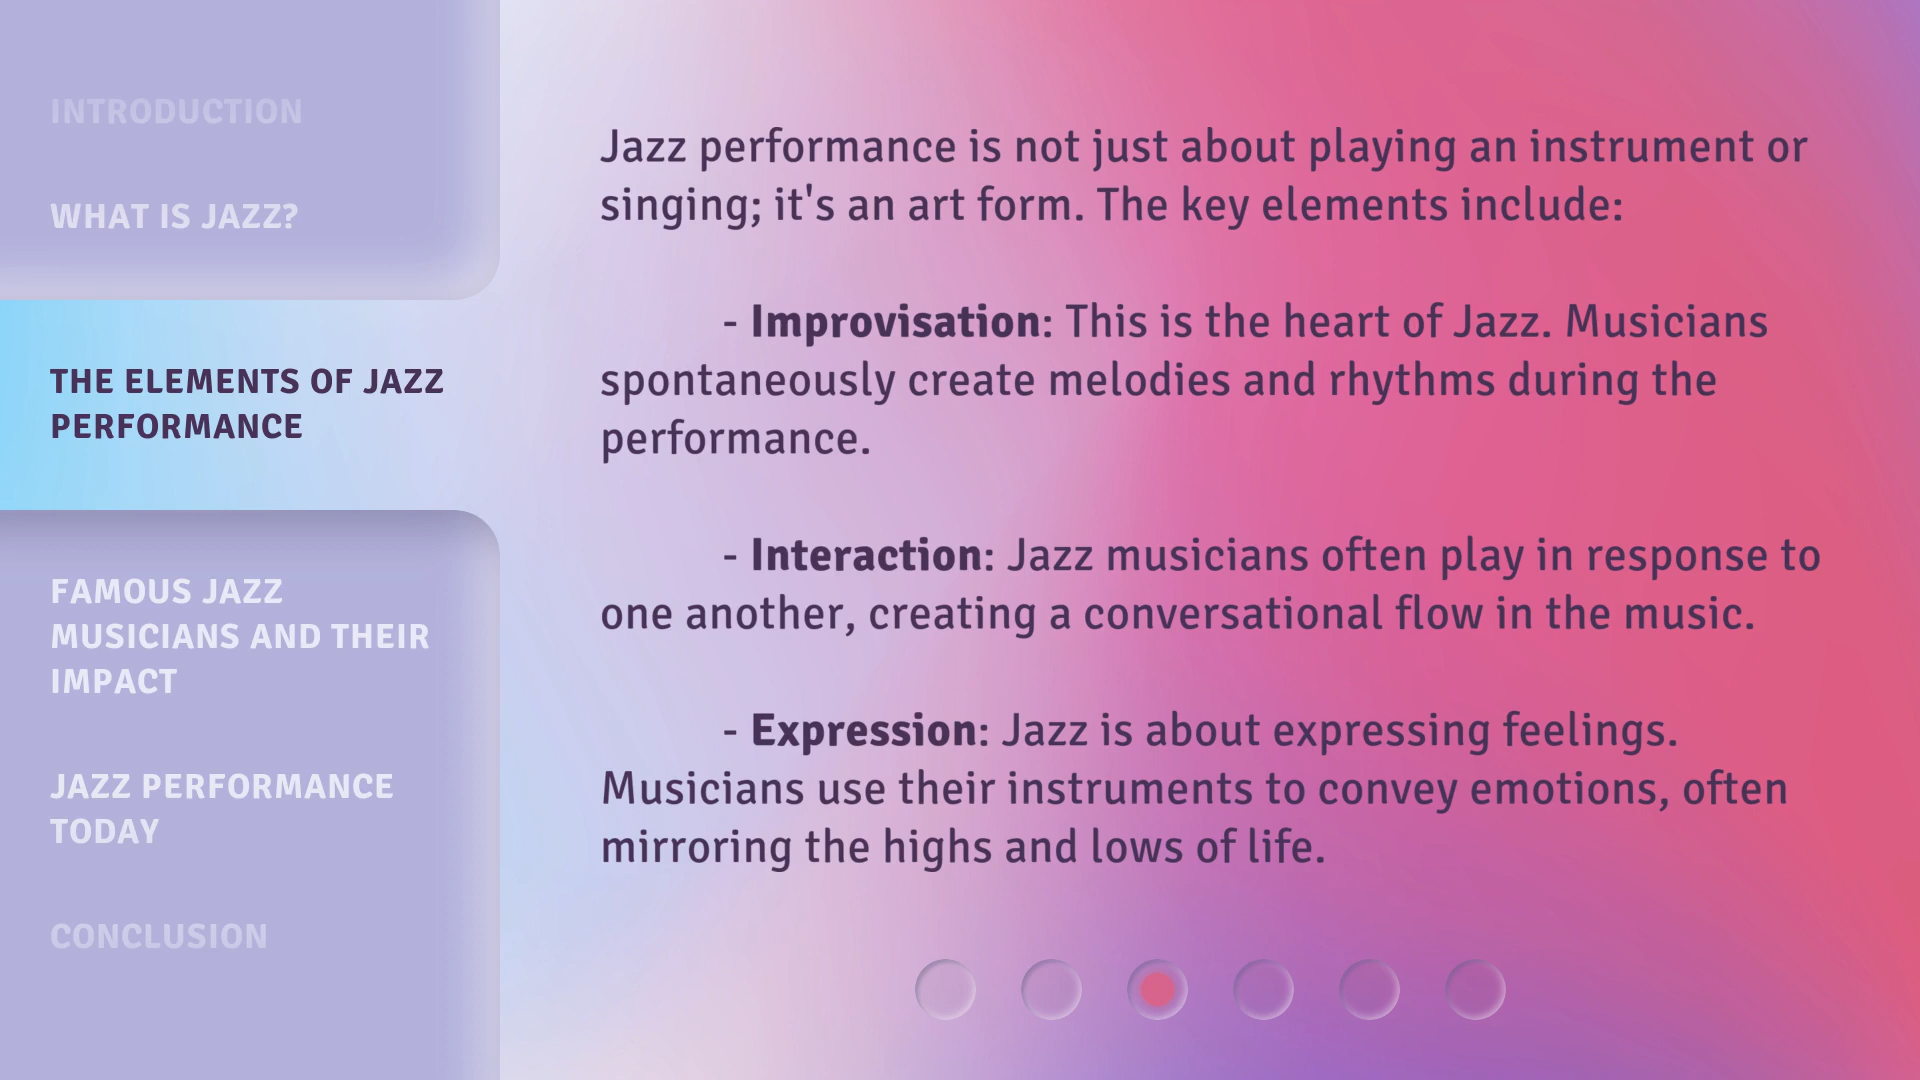 INTRODUCTION
WHAT IS JAZZ?
THE ELEMENTS OF JAZZ
PERFORMANCE
FAMOUS JAZZ
MUSICIANS AND THEIR
IMPACT
JAZZ PERFORMANCE
TODAY
CONCLUSION
Jazz performance is not just about playing an instrument or
singing; it's an art form. The key elements include:
- Improvisation: This is the heart of Jazz. Musicians
spontaneously create melodies and rhythms during the
performance.
- Interaction: Jazz musicians often play in response to
one another, creating a conversational flow in the music.
- Expression: Jazz is about expressing feelings.
Musicians use their instruments to convey emotions, often
mirroring the highs and lows of life.